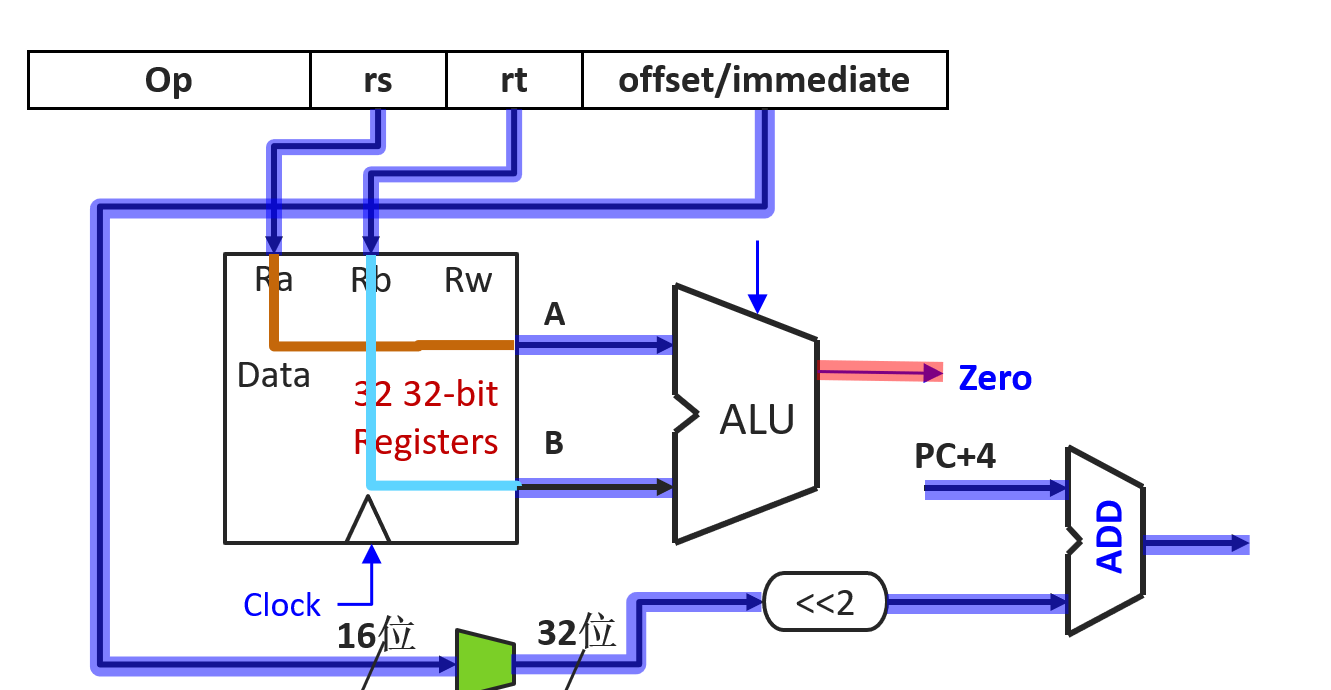 Op rs rt offset/immediate
Ra Rb Rw
A
Data
32 32-bit
Registers
B
ALU
Zero
PC+4
ADD
Clock
16位
32位
<<2